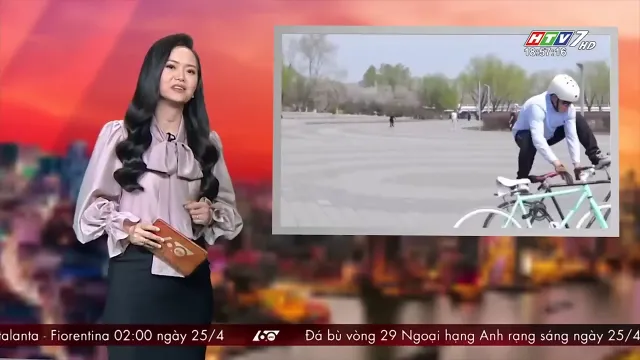 HTV7 HD
18:57:16
talanta - Fiorentina 02:00 ngày 25/4 60 Đá bù vòng 29 Ngoại hạng Anh rạng sáng ngày 25/4